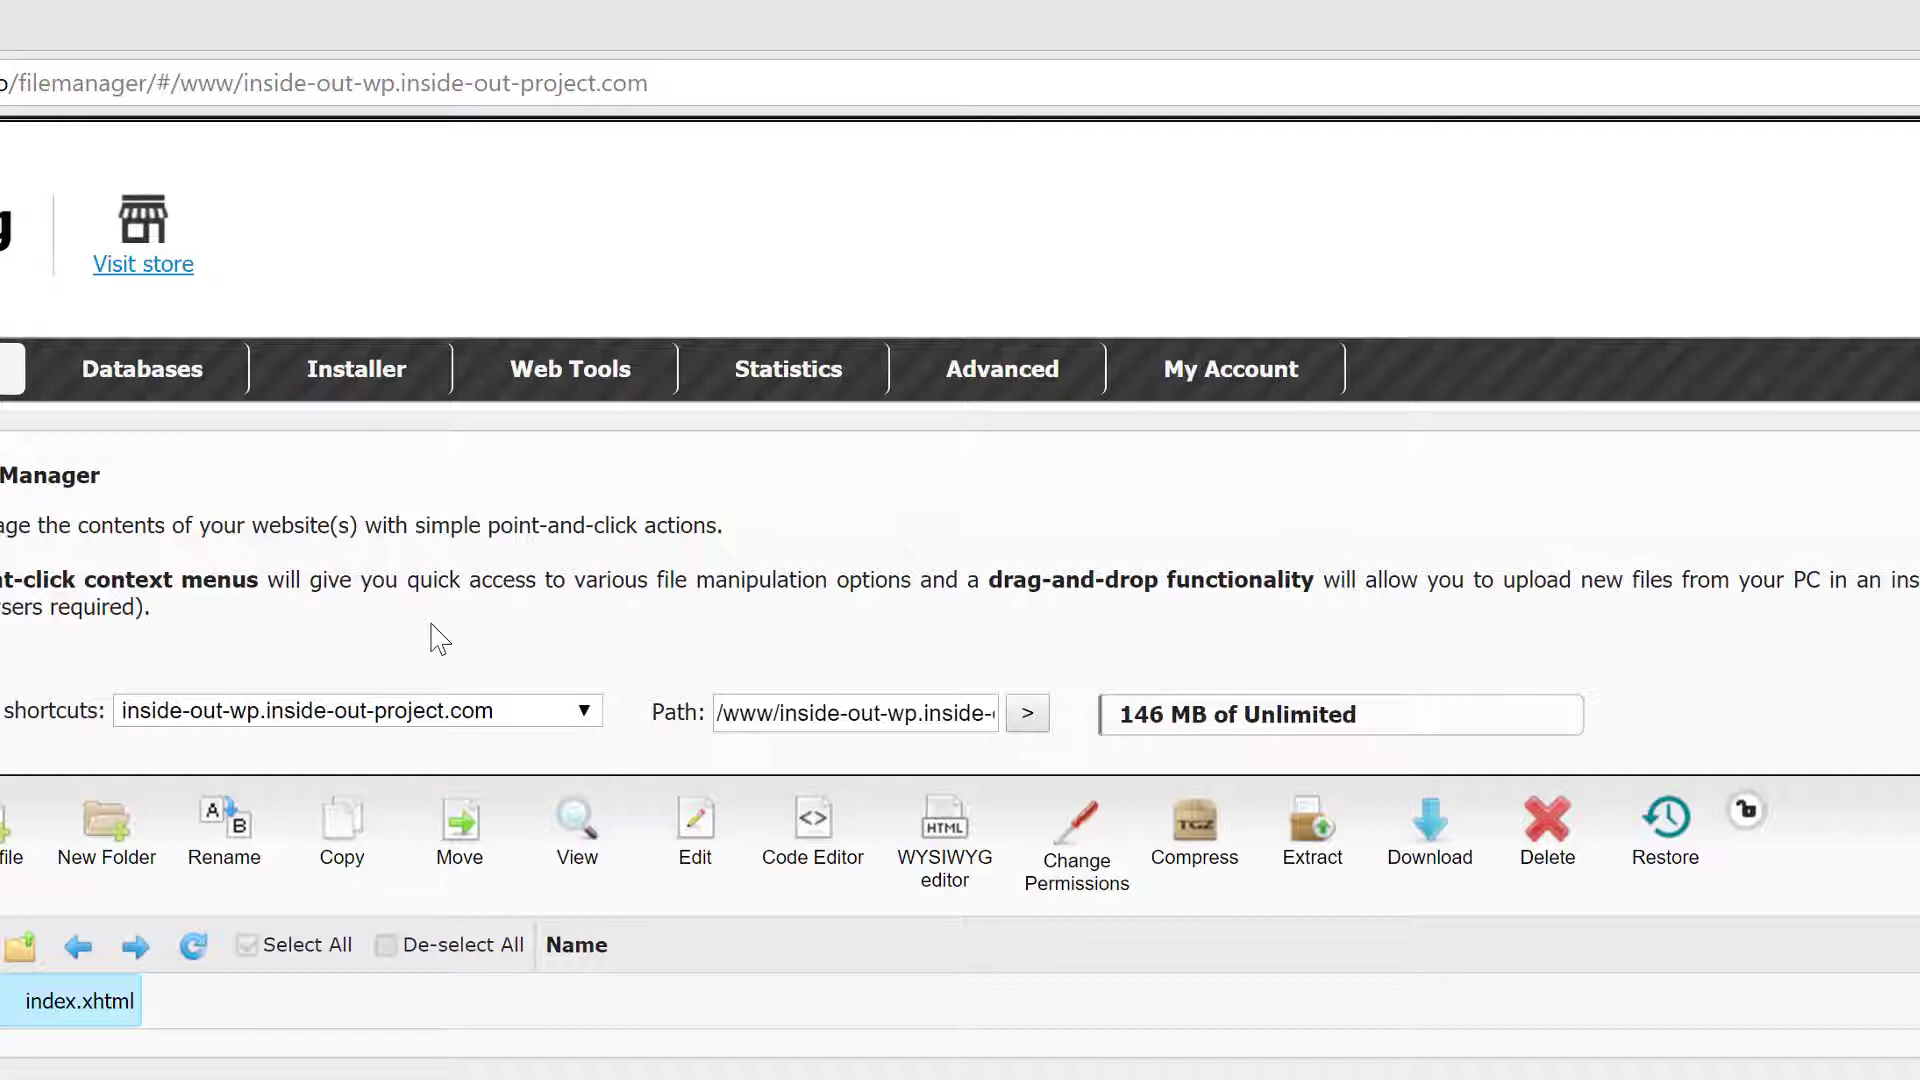 o/filemanager/#/www/inside-out-wp.inside-out-project.com
g
Visit store
Databases
Installer
Web Tools
Statistics
Advanced
My Account
Manager
age the contents of your website(s) with simple point-and-click actions.
ht-click context menus will give you quick access to various file manipulation options and a drag-and-drop functionality will allow you to upload new files from your PC in an ins
sers required).
shortcuts: inside-out-wp.inside-out-project.com Path: /www/inside-out-wp.inside- > 146 MB of Unlimited
A B HTML TGZ
file New Folder Rename Copy Move View Edit Code Editor WYSIWYG editor Change Permissions Compress Extract Download Delete Restore
Select All De-select All Name
index.xhtml